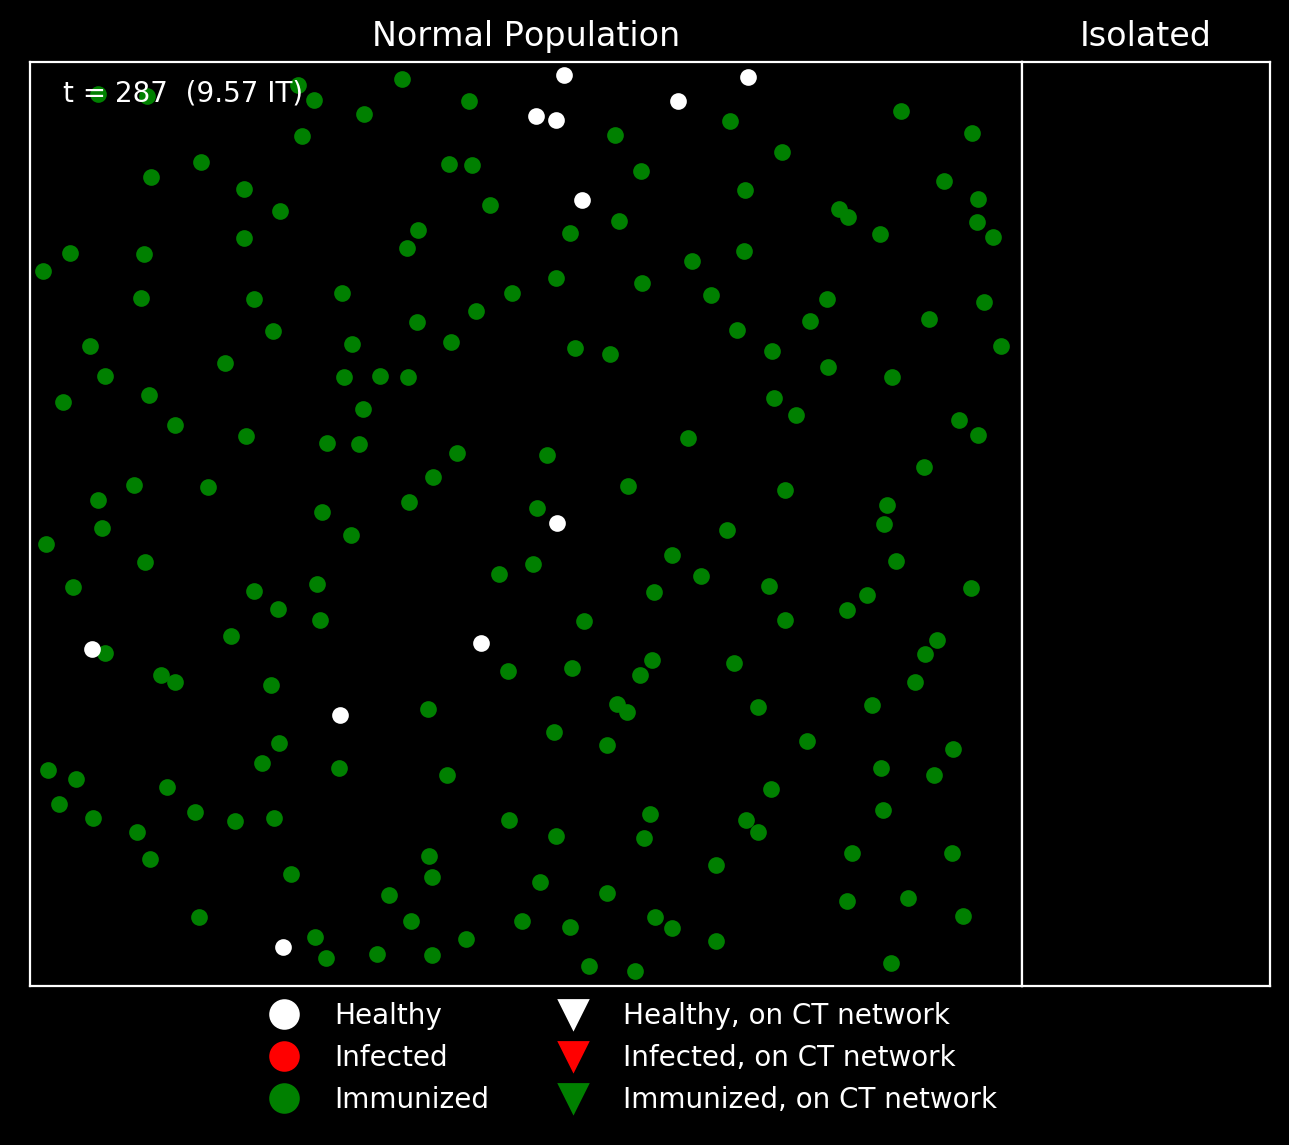 Normal Population
Isolated
t = 287  (9.57 IT)
Healthy
Infected
Immunized
Healthy, on CT network
Infected, on CT network
Immunized, on CT network